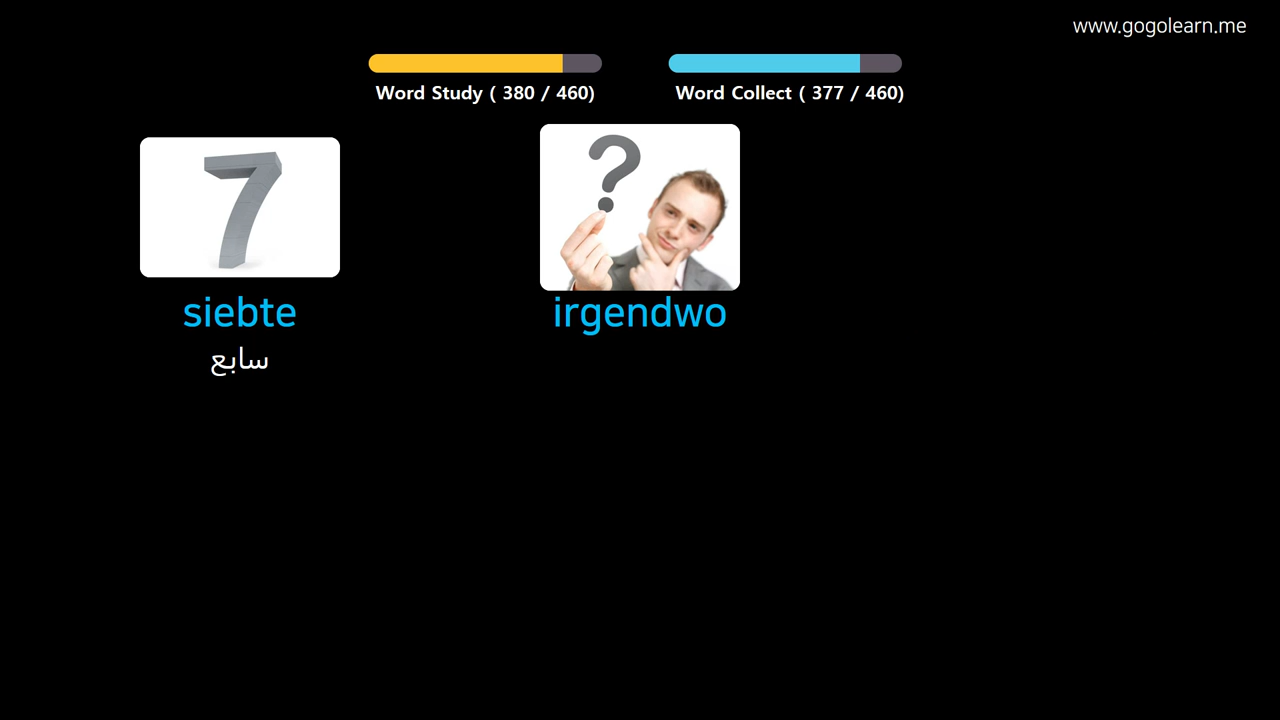 www.gogolearn.me
Word Study ( 380 / 460)
Word Collect ( 377 / 460)
7
?
siebte
irgendwo
سابع